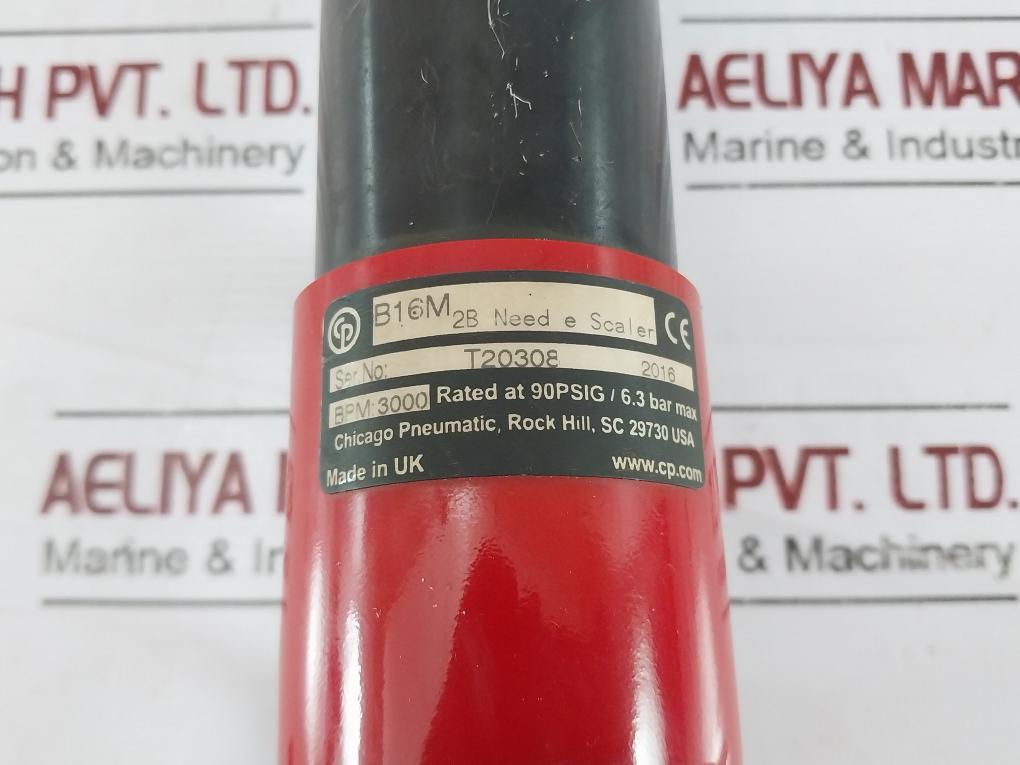 H PVT. LTD.
on & Machinery
AELIYA MAR
Marine & Industr
CP B16M 2B Need e Scaler CE
Ser.No: T20308 2016
BPM:3000 Rated at 90PSIG / 6.3 bar max
Chicago Pneumatic, Rock Hill, SC 29730 USA
Made in UK www.cp.com
AELIYA
Marine & In
PVT. LTD.
& Machinery